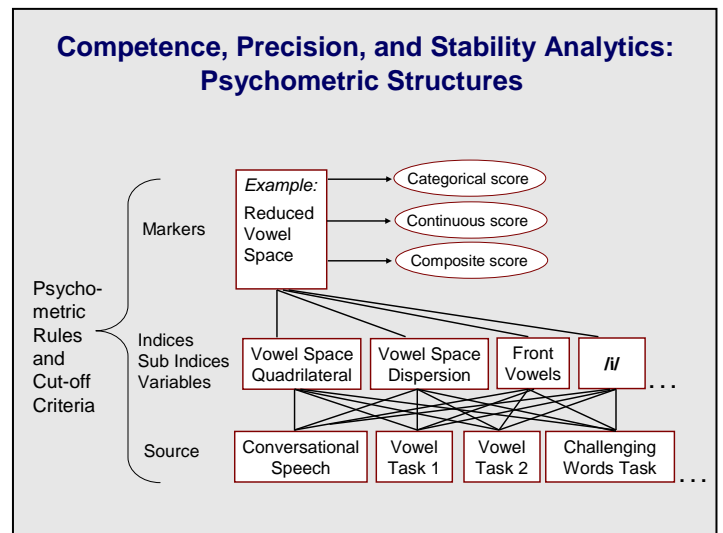 Competence, Precision, and Stability Analytics:
Psychometric Structures
Psycho-
metric
Rules
and
Cut-off
Criteria
Markers
Example:
Reduced
Vowel
Space
Categorical score
Continuous score
Composite score
Indices
Sub Indices
Variables
Vowel Space
Quadrilateral
Vowel Space
Dispersion
Front
Vowels
/i/
. . .
Source
Conversational
Speech
Vowel
Task 1
Vowel
Task 2
Challenging
Words Task
. . .